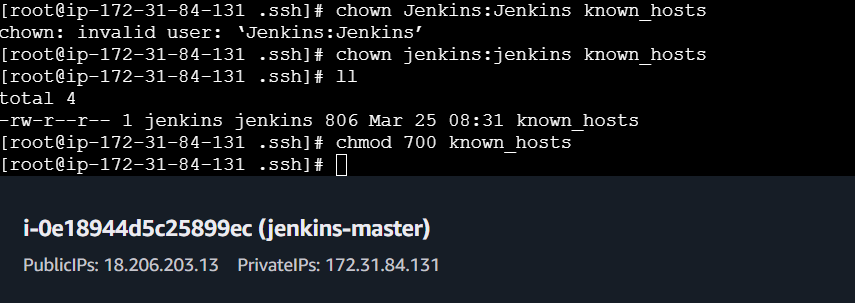 [root@ip-172-31-84-131 .ssh]# chown Jenkins:Jenkins known_hosts
chown: invalid user: ‘Jenkins:Jenkins’
[root@ip-172-31-84-131 .ssh]# chown jenkins:jenkins known_hosts
[root@ip-172-31-84-131 .ssh]# ll
total 4
-rw-r--r-- 1 jenkins jenkins 806 Mar 25 08:31 known_hosts
[root@ip-172-31-84-131 .ssh]# chmod 700 known_hosts
[root@ip-172-31-84-131 .ssh]#
i-0e18944d5c25899ec (jenkins-master)
PublicIPs: 18.206.203.13 PrivateIPs: 172.31.84.131